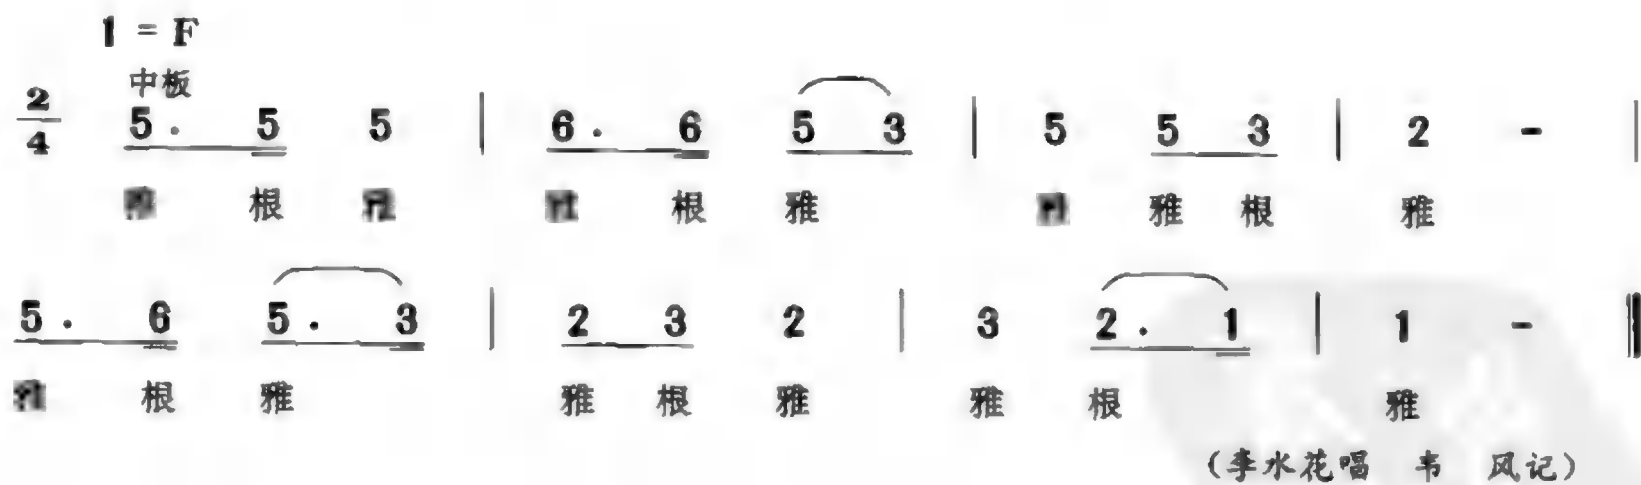 1 = F
中板
2/4 5. 5 5 | 6. 6 5 3 | 5 5 3 | 2 - |
根 根 雅 雅 根 雅
5. 6 5. 3 | 2 3 2 | 3 2. 1 | 1 - ‖
根 雅 雅 根 雅 雅 根 雅
(李水花唱 韦 风记)